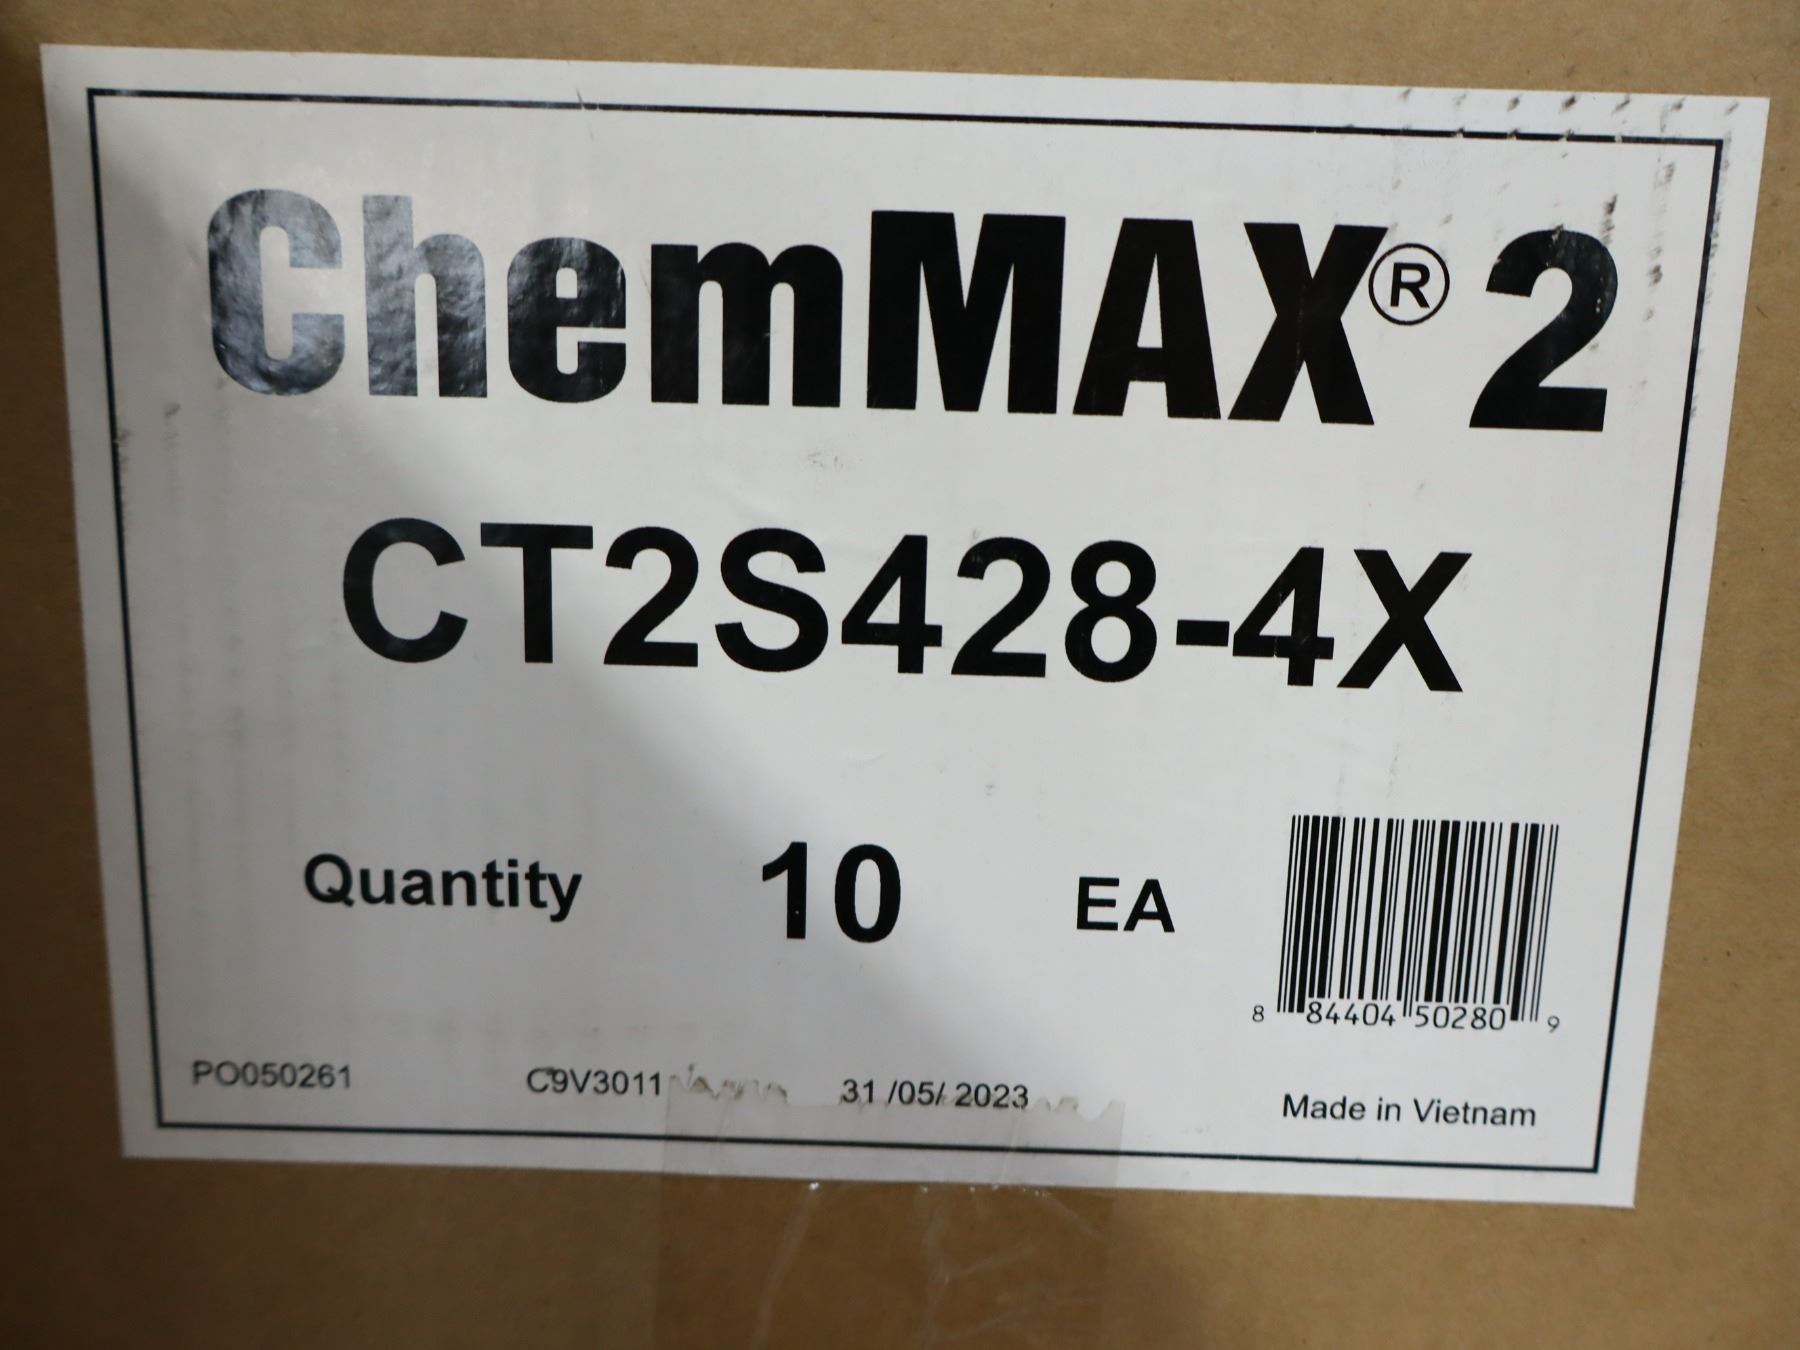 ChemMAX® 2
CT2S428-4X
Quantity 10 EA
8 84404 50280 9
PO050261 C9V3011 31 /05/ 2023 Made in Vietnam